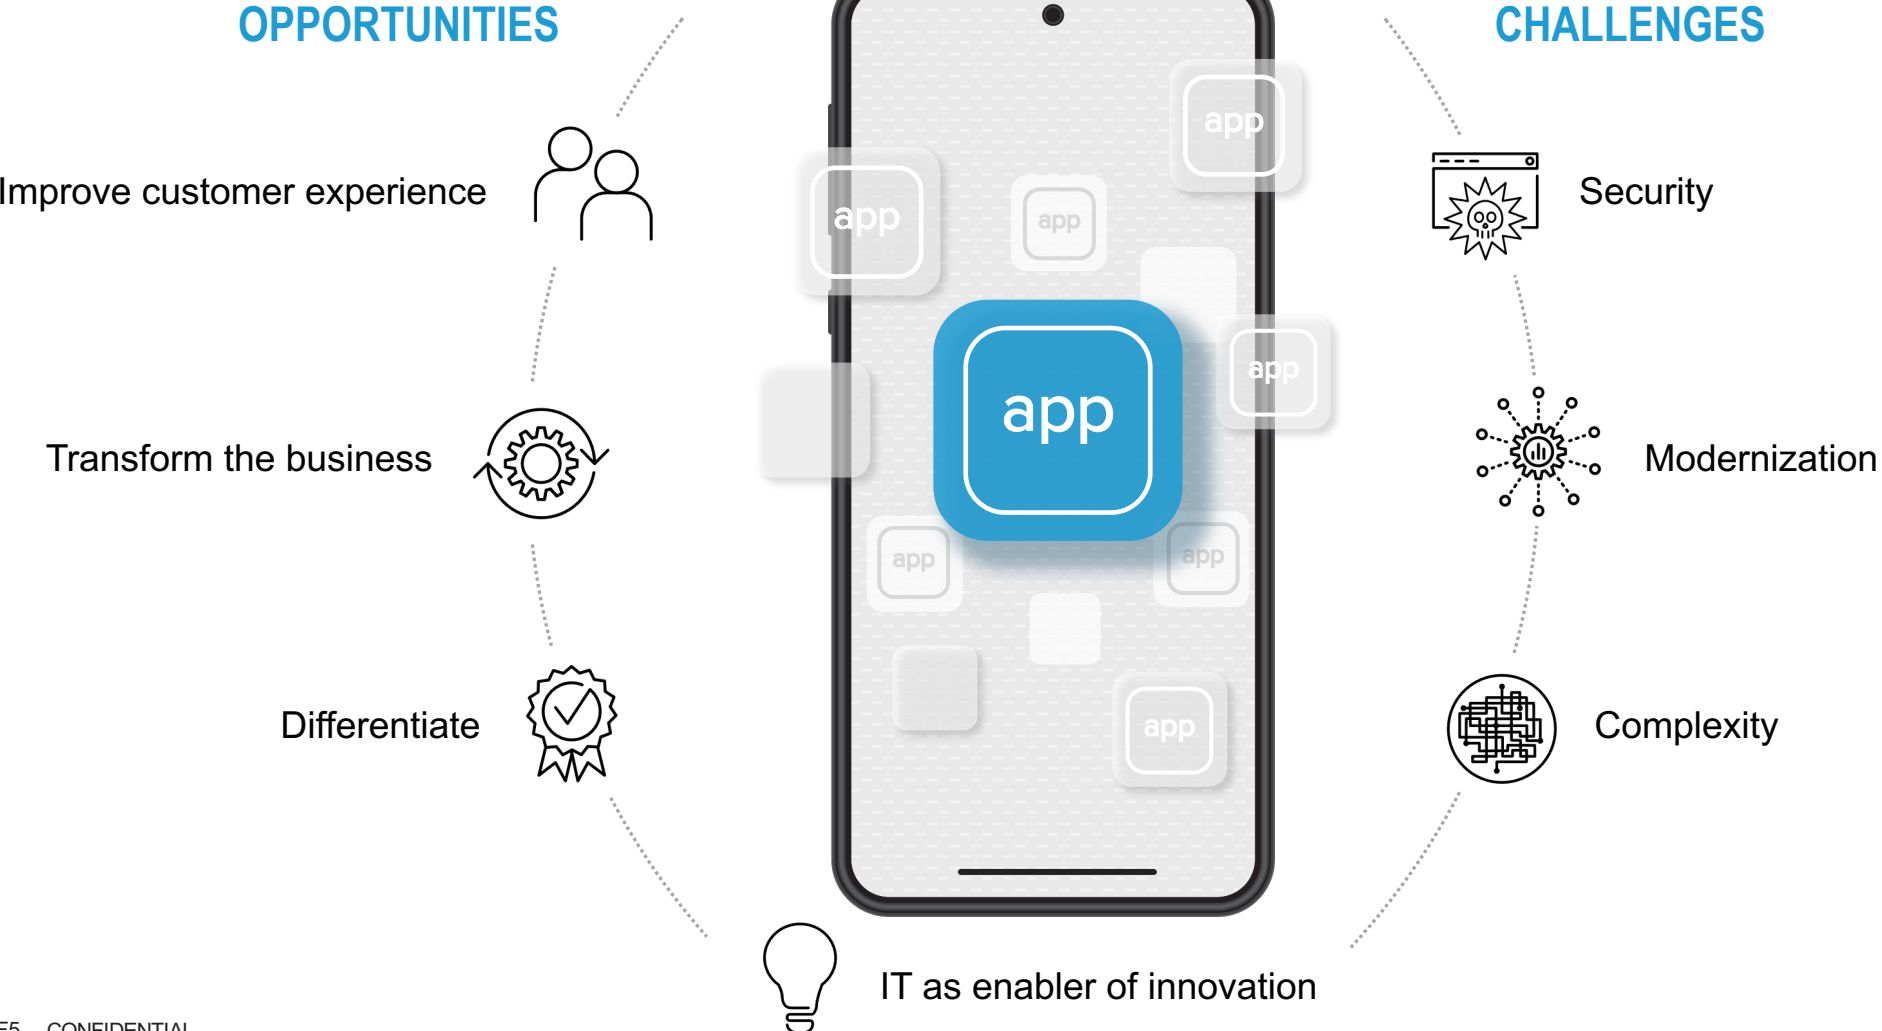 OPPORTUNITIES
CHALLENGES
app
Improve customer experience
app
app
Security
app
app
Transform the business
Modernization
app
app
Differentiate
app
Complexity
IT as enabler of innovation
CONFIDENTIAL